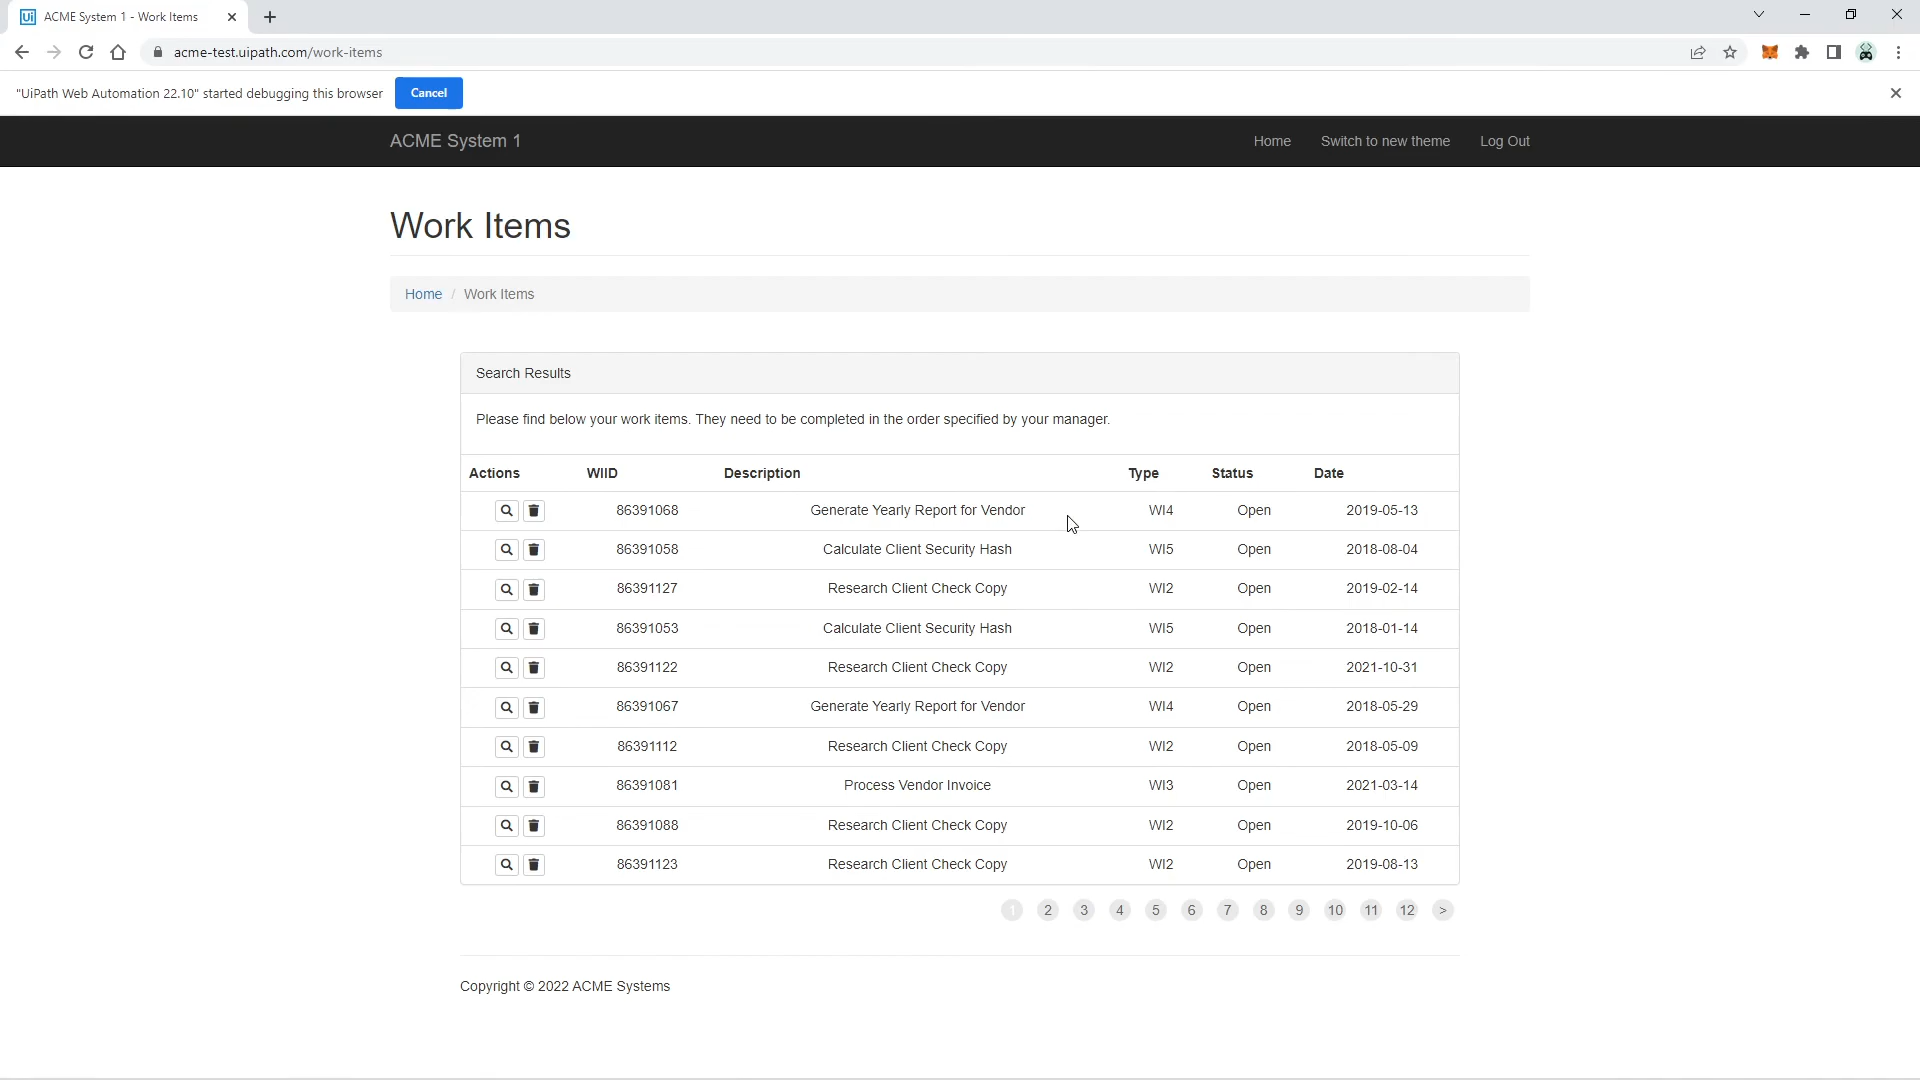 ACME System 1 - Work Items
acme-test.uipath.com/work-items
"UiPath Web Automation 22.10" started debugging this browser Cancel
ACME System 1 Home Switch to new theme Log Out
Work Items
Home / Work Items
Search Results
Please find below your work items. They need to be completed in the order specified by your manager.
Actions WIID Description Type Status Date
86391068 Generate Yearly Report for Vendor WI4 Open 2019-05-13
86391058 Calculate Client Security Hash WI5 Open 2018-08-04
86391127 Research Client Check Copy WI2 Open 2019-02-14
86391053 Calculate Client Security Hash WI5 Open 2018-01-14
86391122 Research Client Check Copy WI2 Open 2021-10-31
86391067 Generate Yearly Report for Vendor WI4 Open 2018-05-29
86391112 Research Client Check Copy WI2 Open 2018-05-09
86391081 Process Vendor Invoice WI3 Open 2021-03-14
86391088 Research Client Check Copy WI2 Open 2019-10-06
86391123 Research Client Check Copy WI2 Open 2019-08-13
1 2 3 4 5 6 7 8 9 10 11 12 >
Copyright © 2022 ACME Systems